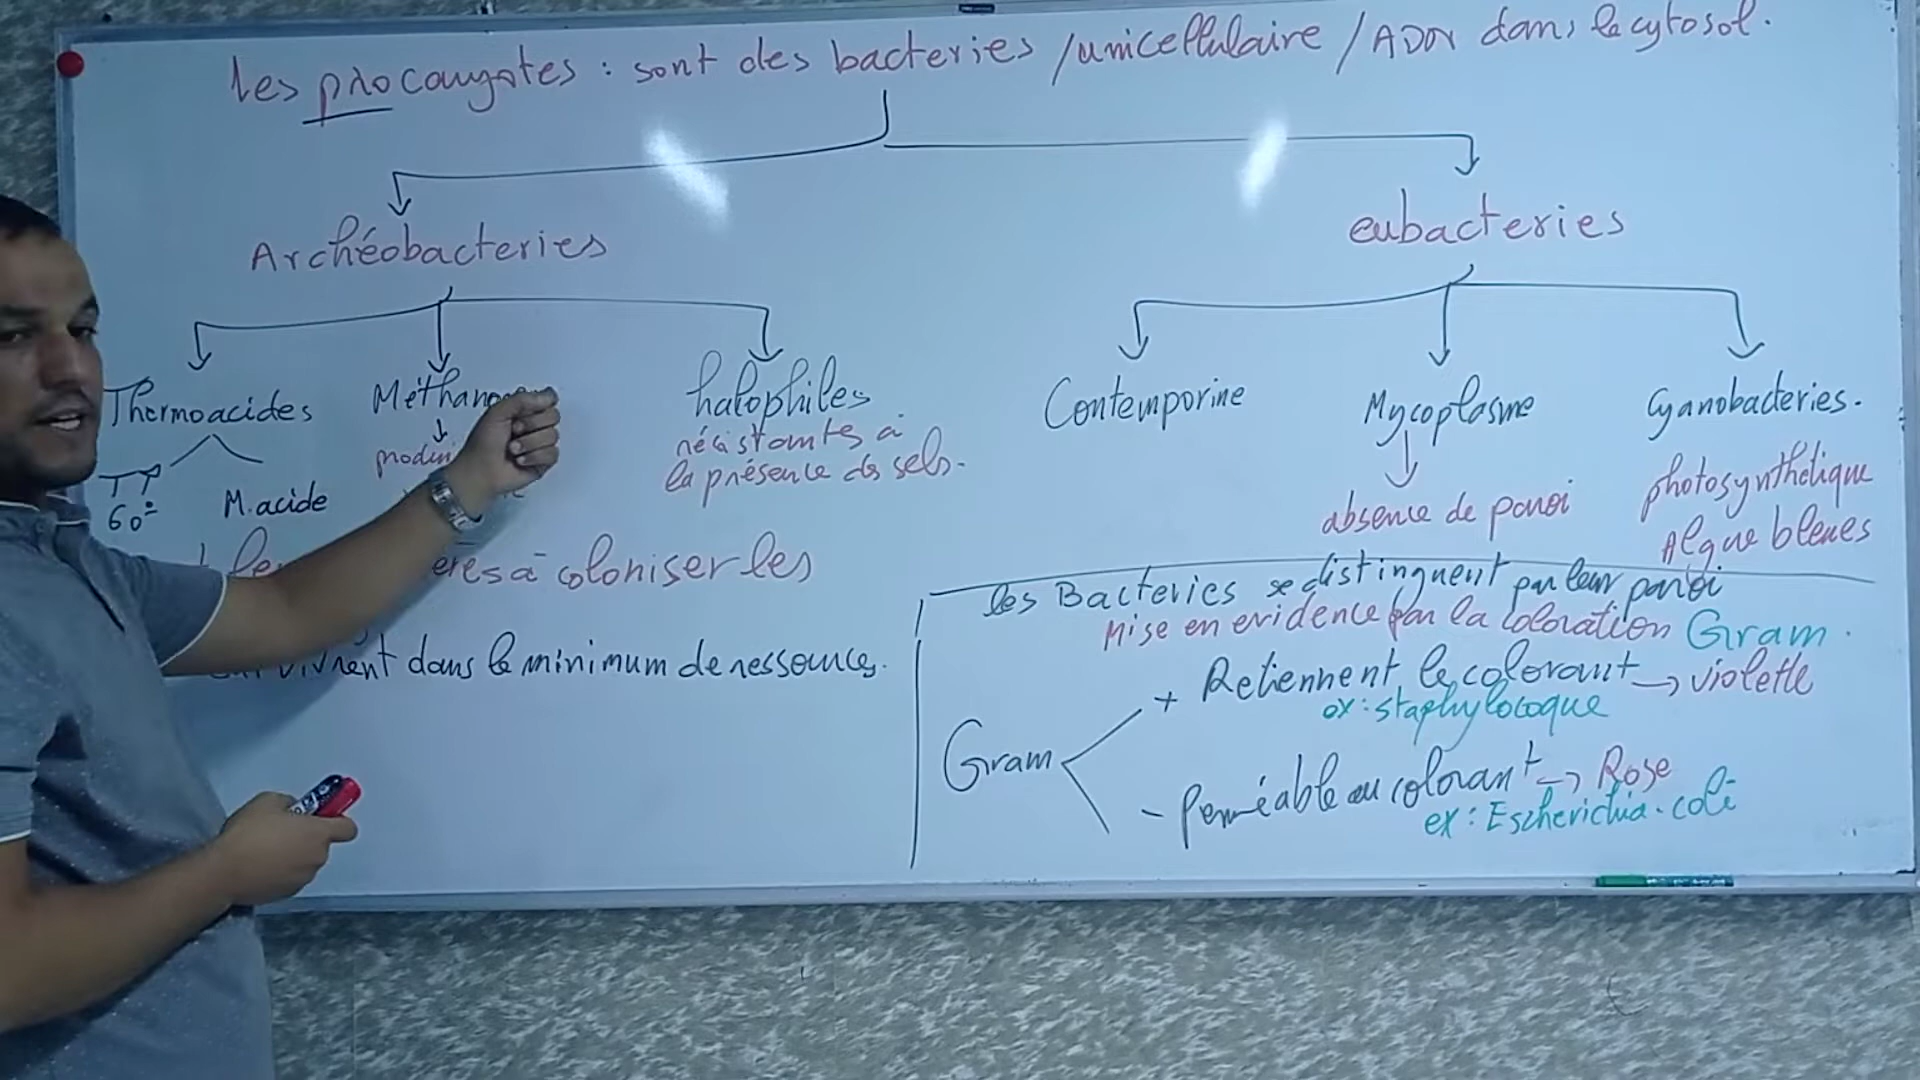 les procaryotes : sont des bacteries / unicellulaire / ADN dans le cytosol.
Archéobacteries
eubacteries
Thermoacides
halophiles
Contemporine
Mycoplasme
Cyanobacteries.
T T°
60°
M. acide
résistantes à
la présence des sels.
absence de paroi
photosynthétique
Algue bleues
à coloniser les
dans le minimum de ressources.
les Bacteries se distinguent par leur paroi
Mise en evidence par la coloration Gram.
Gram
+ Retiennent le colorant → violette
ex : staphylocoque
- perméable au colorant → Rose
ex : Escherichia. coli